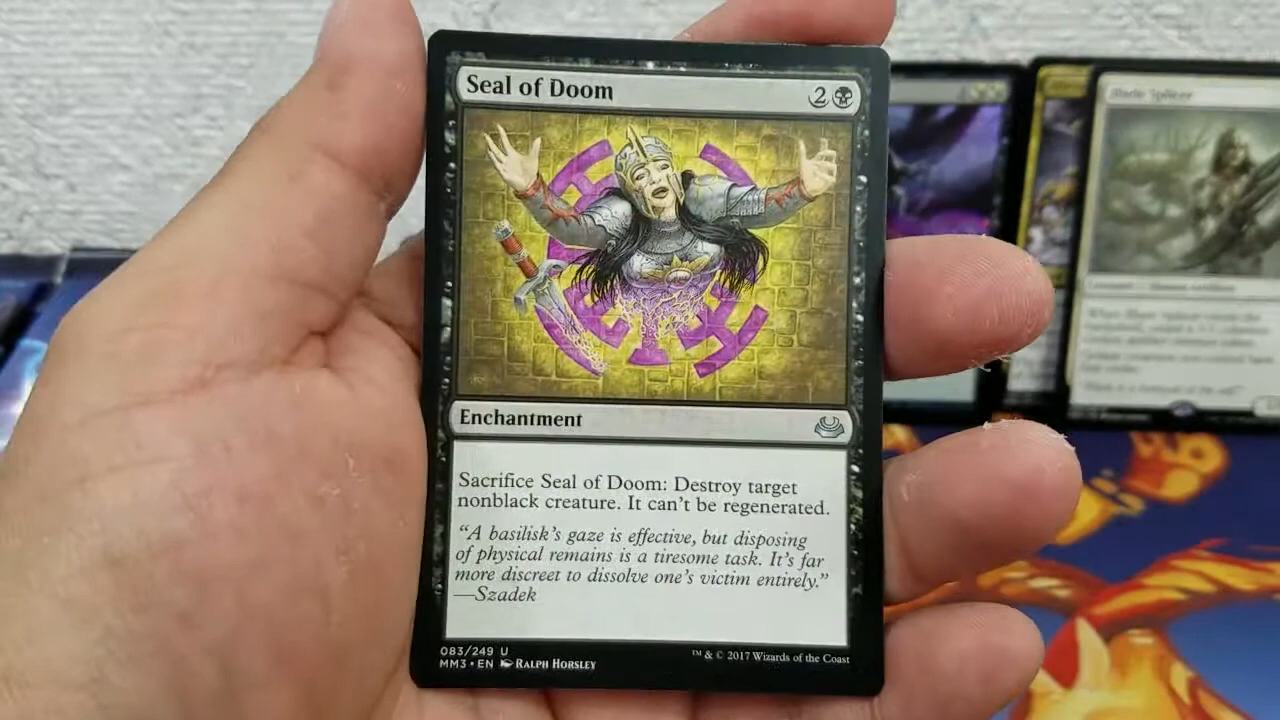 Seal of Doom 2
Blade Splicer
Enchantment
Sacrifice Seal of Doom: Destroy target
nonblack creature. It can't be regenerated.
"A basilisk's gaze is effective, but disposing
of physical remains is a tiresome task. It's far
more discreet to dissolve one's victim entirely."
—Szadek
083/249 U
MM3 • EN RALPH HORSLEY
™ & © 2017 Wizards of the Coast